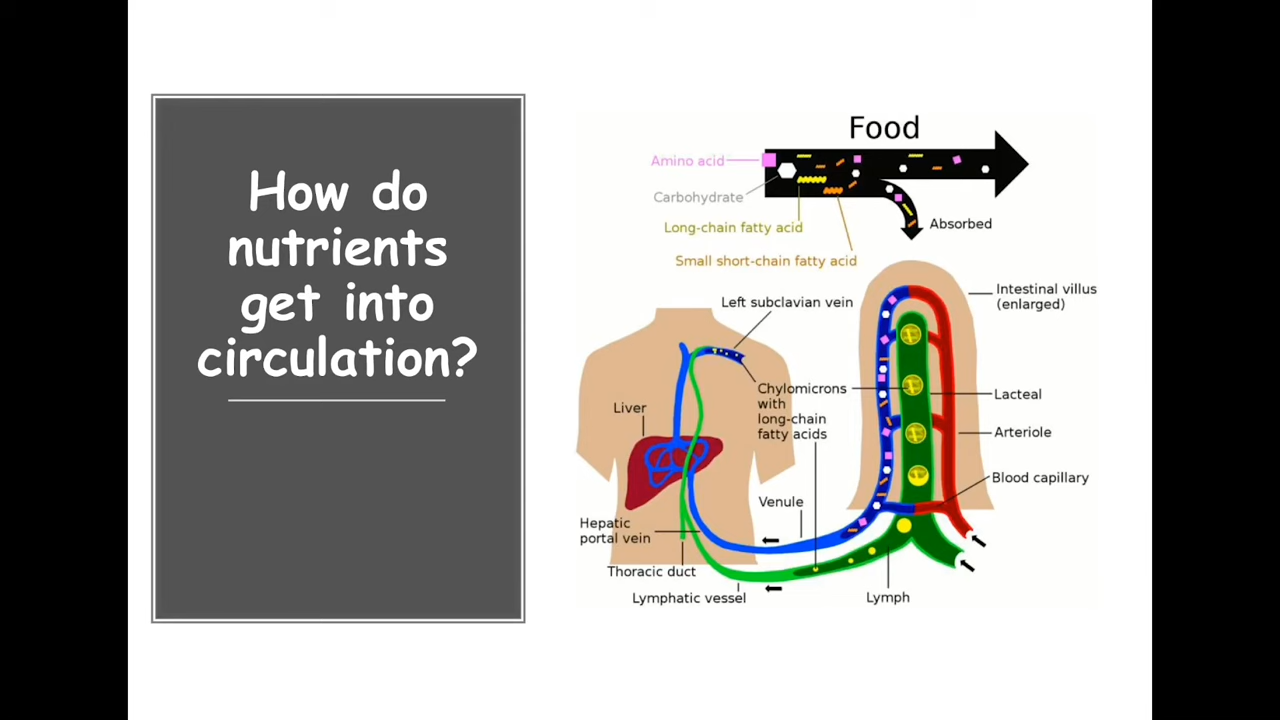 How do
nutrients
get into
circulation?
Food
Amino acid
Carbohydrate
Long-chain fatty acid
Small short-chain fatty acid
Absorbed
Intestinal villus
(enlarged)
Left subclavian vein
Chylomicrons
with
long-chain
fatty acids
Liver
Lacteal
Arteriole
Blood capillary
Venule
Hepatic
portal vein
Thoracic duct
Lymphatic vessel
Lymph